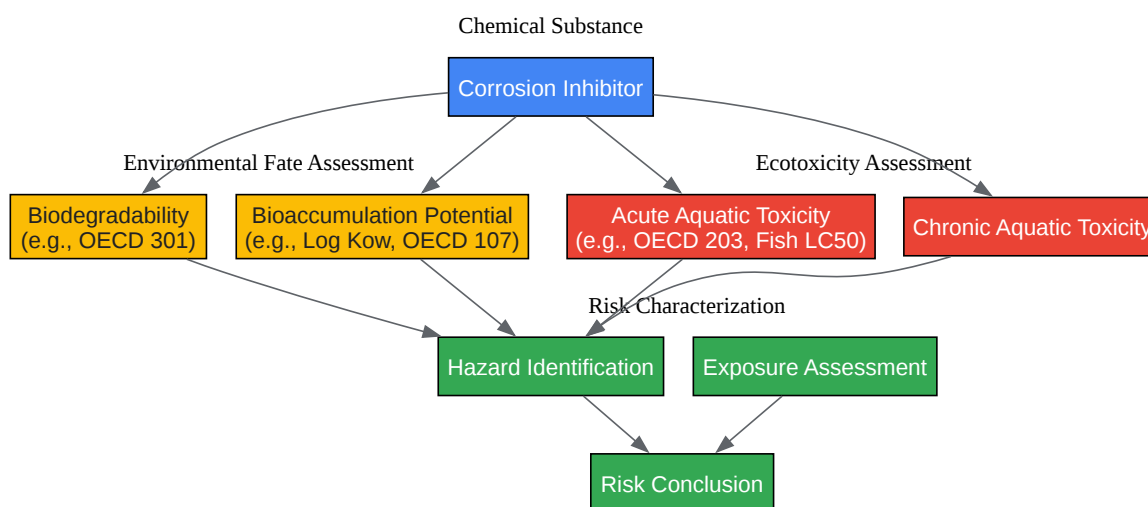 Chemical Substance
Corrosion Inhibitor
Environmental Fate Assessment
Ecotoxicity Assessment
Biodegradability
(e.g., OECD 301)
Bioaccumulation Potential
(e.g., Log Kow, OECD 107)
Acute Aquatic Toxicity
(e.g., OECD 203, Fish LC50)
Chronic Aquatic Toxicity
Risk Characterization
Hazard Identification
Exposure Assessment
Risk Conclusion